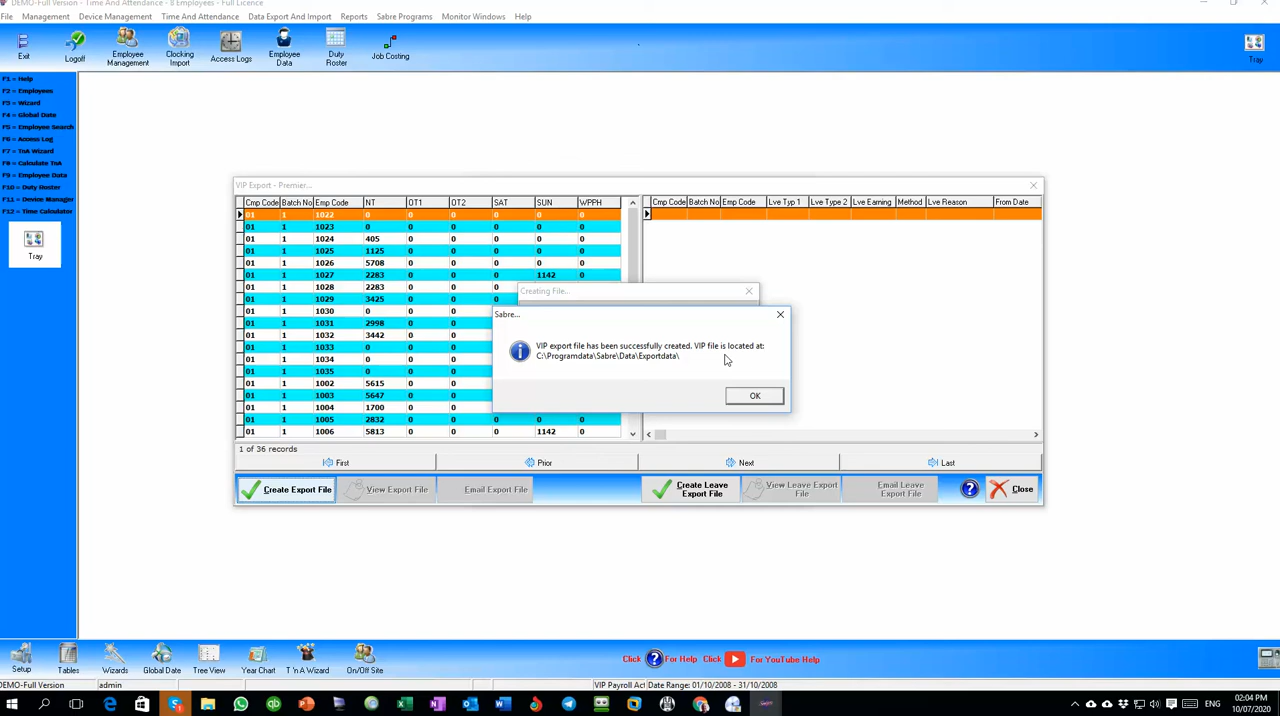 DEMO-Full Version - Time And Attendance - 8 Employees - Full Licence
File Management Device Management Time And Attendance Data Export And Import Reports Sabre Programs Monitor Windows Help
Exit Logoff Employee Management Clocking Import Access Logs Employee Data Duty Roster Job Costing Tray
F1 = Help
F2 = Employees
F3 = Wizard
F4 = Global Date
F5 = Employee Search
F6 = Access Log
F7 = TnA Wizard
F8 = Calculate TnA
F9 = Employee Data
F10 = Duty Roster
F11 = Device Manager
F12 = Time Calculator
Tray
VIP Export - Premier...
Cmp Code Batch No Emp Code NT OT1 OT2 SAT SUN WPPH
01 1 1022 0 0 0 0 0 0
01 1 1023 0 0 0 0 0 0
01 1 1024 405 0 0 0 0 0
01 1 1025 1125 0 0 0 0 0
01 1 1026 5708 0 0 0 0 0
01 1 1027 2283 0 0 0 1142 0
01 1 1028 2283 0 0 0
01 1 1029 3425 0 0
01 1 1030 0 0 0
01 1 1031 2998 0 0
01 1 1032 3442 0 0
01 1 1033 0 0 0
01 1 1034 0 0 0
01 1 1002 5615 0 0
01 1 1003 5647 0 0
01 1 1004 1700 0 0
01 1 1005 2832 0 0 0 0 0
01 1 1006 5813 0 0 0 1142 0
Cmp Code Batch No Emp Code Lve Typ 1 Lve Type 2 Lve Earning Method Lve Reason From Date
Creating File...
Sabre...
VIP export file has been successfully created. VIP file is located at:
C:\Programdata\Sabre\Data\Exportdata\
OK
1 of 36 records
First Prior Next Last
Create Export File View Export File Email Export File Create Leave Export File View Leave Export File Email Leave Export File Close
Setup Tables Wizards Global Date Tree View Year Chart T 'n A Wizard On/Off Site
Click For Help Click For YouTube Help
DEMO-Full Version admin VIP Payroll Act Date Range: 01/10/2008 - 31/10/2008
ENG
02:04 PM
10/07/2020